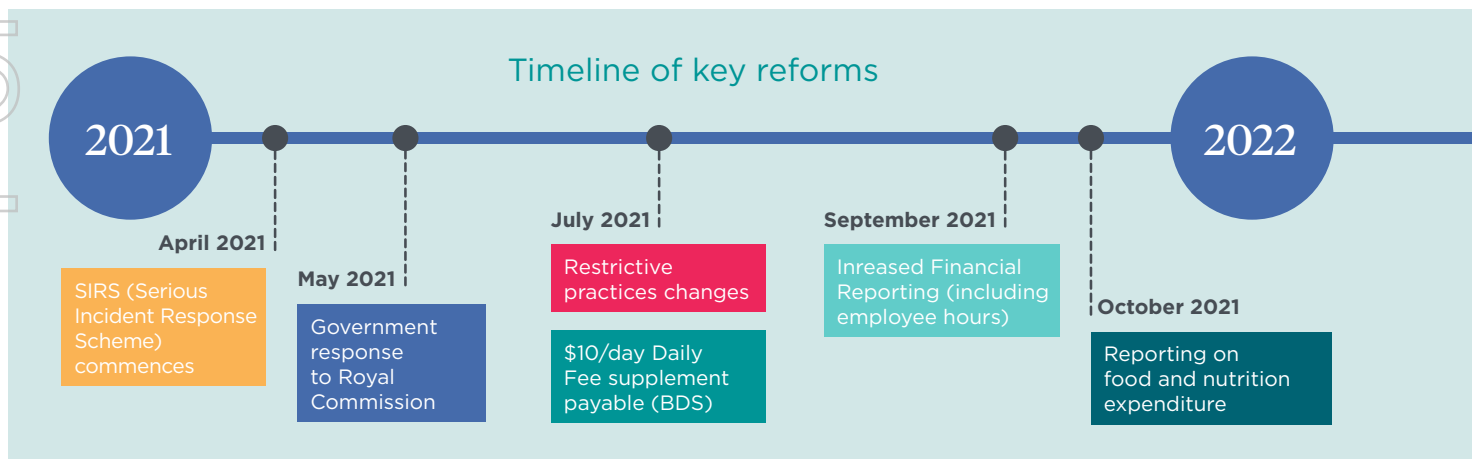 Timeline of key reforms
2021
2022
April 2021
SIRS (Serious
Incident Response
Scheme)
commences
May 2021
Government
response
to Royal
Commission
July 2021
Restrictive
practices changes
$10/day Daily
Fee supplement
payable (BDS)
September 2021
Inreased Financial
Reporting (including
employee hours)
October 2021
Reporting on
food and nutrition
expenditure